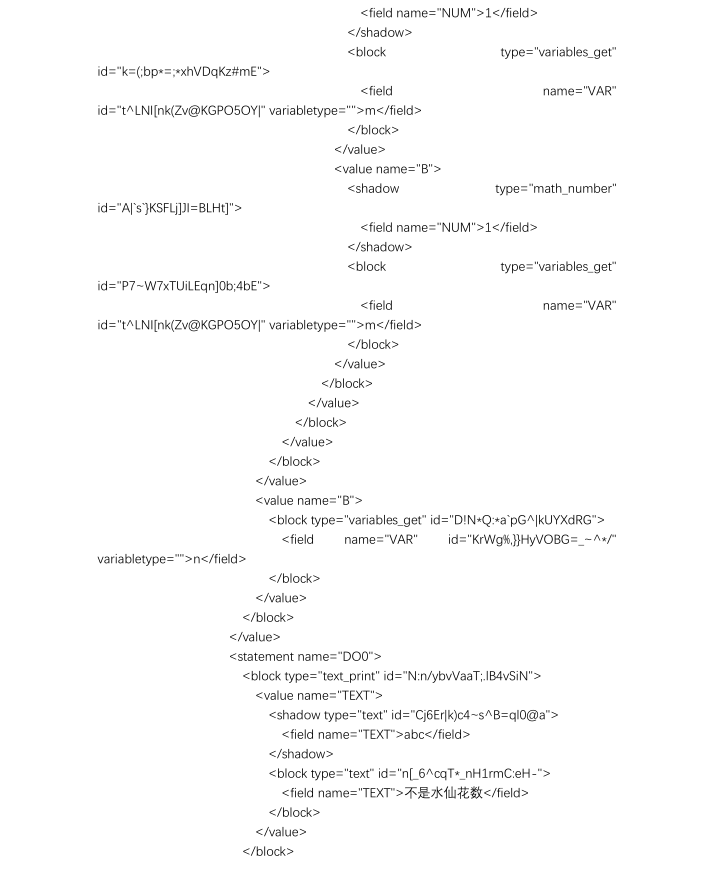 <field name="NUM">1</field>
</shadow>
<block type="variables_get"
id="k=(;bp*=;*xhVDqKz#mE">
<field name="VAR"
id="t^LNI[nk(Zv@KGPO5OY|" variabletype="">m</field>
</block>
</value>
<value name="B">
<shadow type="math_number"
id="A|`s`}KSFLj]JI=BLHt]">
<field name="NUM">1</field>
</shadow>
<block type="variables_get"
id="P7~W7xTUiLEqn]0b;4bE">
<field name="VAR"
id="t^LNI[nk(Zv@KGPO5OY|" variabletype="">m</field>
</block>
</value>
</block>
</value>
</block>
</value>
</block>
</value>
<value name="B">
<block type="variables_get" id="D!N*Q:*a`pG^|kUYXdRG">
<field name="VAR" id="KrWg%,}}HyVOBG=_~^*/"
variabletype="">n</field>
</block>
</value>
</block>
</value>
<statement name="DO0">
<block type="text_print" id="N:n/ybvVaaT;.lB4vSiN">
<value name="TEXT">
<shadow type="text" id="Cj6Er|k)c4~s^B=ql0@a">
<field name="TEXT">abc</field>
</shadow>
<block type="text" id="n[_6^cqT*_nH1rmC:eH-">
<field name="TEXT">不是水仙花数</field>
</block>
</value>
</block>